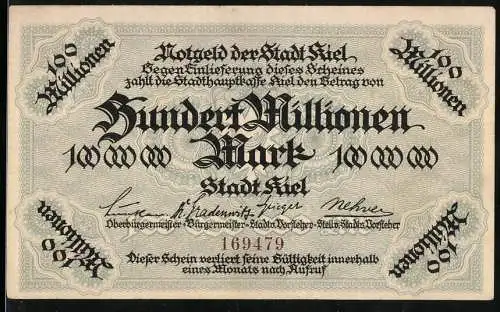 100 Millionen
100 Millionen
Notgeld der Stadt Kiel
Gegen Einlieferung dieses Scheines
zahlt die Stadthauptkasse Kiel den Betrag von
Hundert Millionen
100 000 000 Mark 100 000 000
Stadt Kiel
Oberbürgermeister · Bürgermeister · Stadtv. Vorsteher · Stellv. Stadtv. Vorsteher
169479
Dieser Schein verliert seine Gültigkeit innerhalb
eines Monats nach Aufruf
100 Millionen
100 Millionen